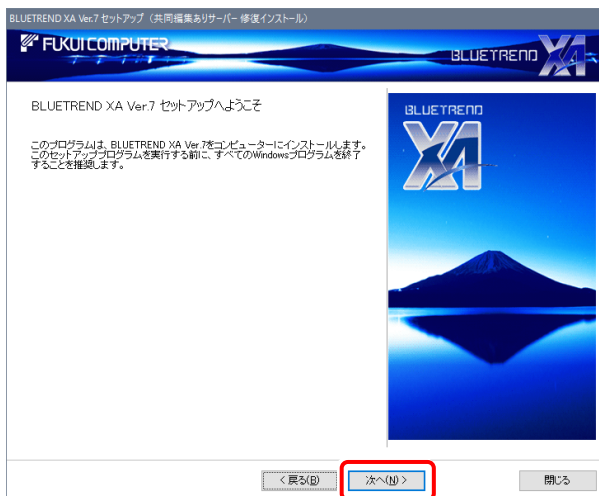 BLUETREND XA Ver.7 セットアップ（共同編集ありサーバー 修復インストール）
FUKUI COMPUTER
BLUETREND XA
BLUETREND XA Ver.7 セットアップへようこそ
BLUETREND
XA
このプログラムは、BLUETREND XA Ver.7をコンピューターにインストールします。
このセットアッププログラムを実行する前に、すべてのWindowsプログラムを終了
することを推奨します。
< 戻る(B)
次へ(N) >
閉じる